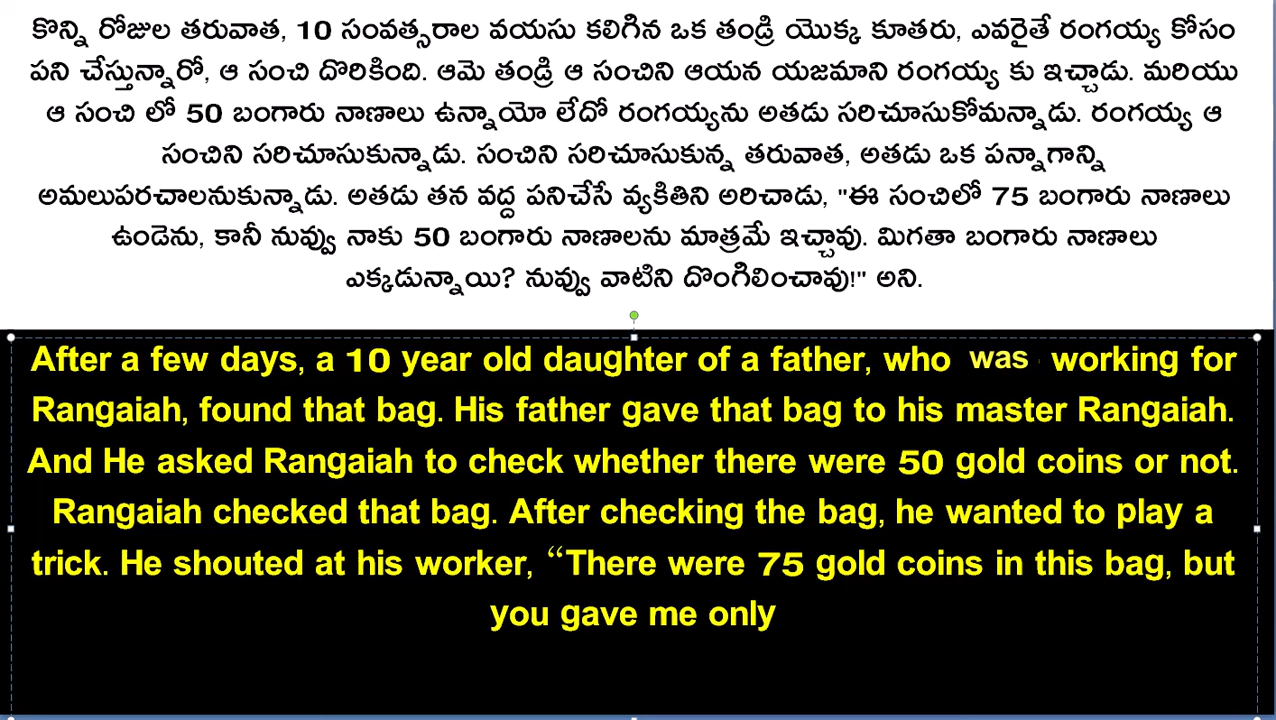 కొన్ని రోజుల తరువాత, 10 సంవత్సరాల వయసు కలిగిన ఒక తండ్రి యొక్క కూతరు, ఎవరైతే రంగయ్య కోసం
పని చేస్తున్నారో, ఆ సంచి దొరికింది. ఆమె తండ్రి ఆ సంచిని ఆయన యజమాని రంగయ్య కు ఇచ్చాడు. మరియు
ఆ సంచి లో 50 బంగారు నాణాలు ఉన్నాయో లేదో రంగయ్యను అతడు సరిచూసుకోమన్నాడు. రంగయ్య ఆ
సంచిని సరిచూసుకున్నాడు. సంచిని సరిచూసుకున్న తరువాత, అతడు ఒక పన్నాగాన్ని
అమలుపరచాలనుకున్నాడు. అతడు తన వద్ద పనిచేసే వ్యకితిని అరిచాడు, "ఈ సంచిలో 75 బంగారు నాణాలు
ఉండెను, కానీ నువ్వు నాకు 50 బంగారు నాణాలను మాత్రమే ఇచ్చావు. మిగతా బంగారు నాణాలు
ఎక్కడున్నాయి? నువ్వు వాటిని దొంగిలించావు!" అని.
After a few days, a 10 year old daughter of a father, who was working for
Rangaiah, found that bag. His father gave that bag to his master Rangaiah.
And He asked Rangaiah to check whether there were 50 gold coins or not.
Rangaiah checked that bag. After checking the bag, he wanted to play a
trick. He shouted at his worker, “There were 75 gold coins in this bag, but
you gave me only